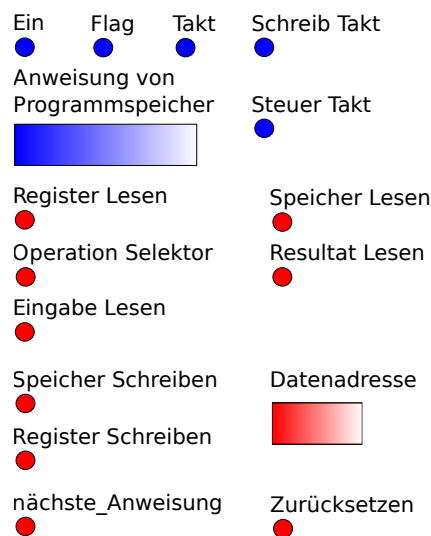 Ein Flag Takt Schreib Takt
Anweisung von
Programmspeicher Steuer Takt
Register Lesen Speicher Lesen
Operation Selektor Resultat Lesen
Eingabe Lesen
Speicher Schreiben Datenadresse
Register Schreiben
nächste_Anweisung Zurücksetzen